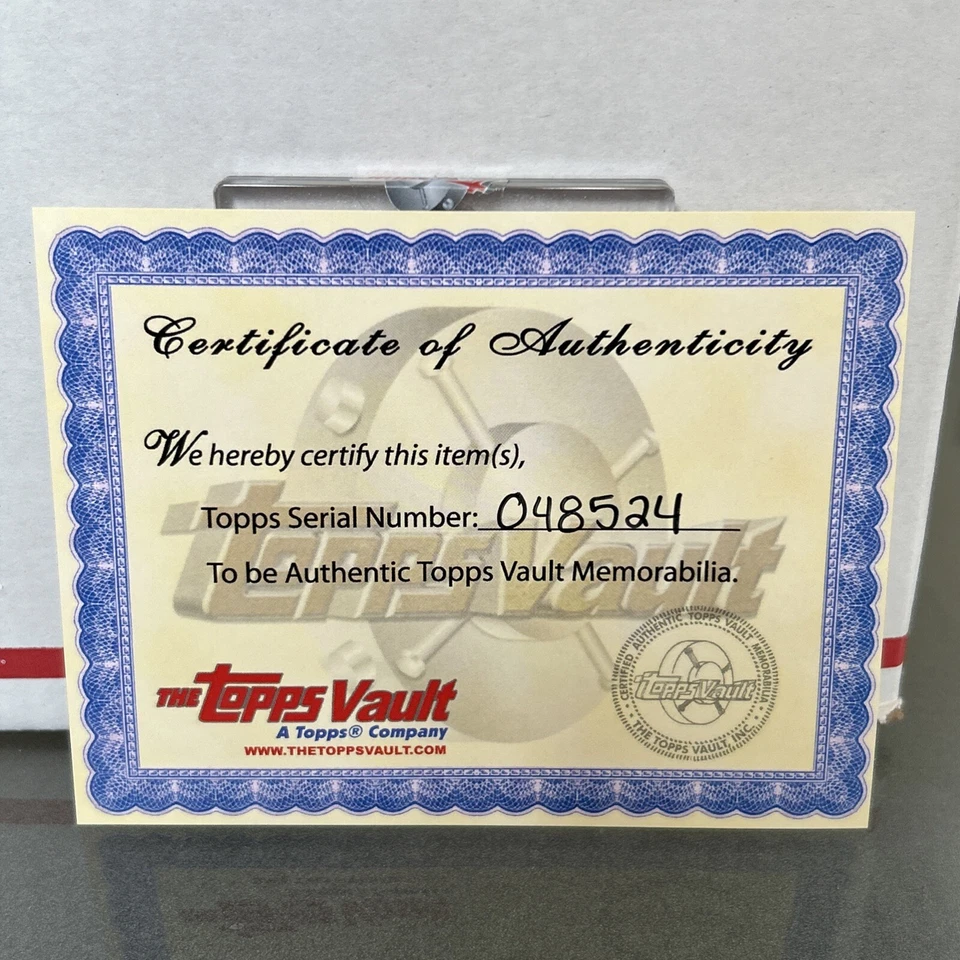 Certificate of Authenticity
We hereby certify this item(s),
Topps Serial Number: 048524
To be Authentic Topps Vault Memorabilia.
Topps Vault
THE Topps Vault
A Topps® Company
WWW.THETOPPSVAULT.COM
CERTIFIED AUTHENTIC TOPPS VAULT MEMORABILIA
Topps Vault
THE TOPPS VAULT, INC.